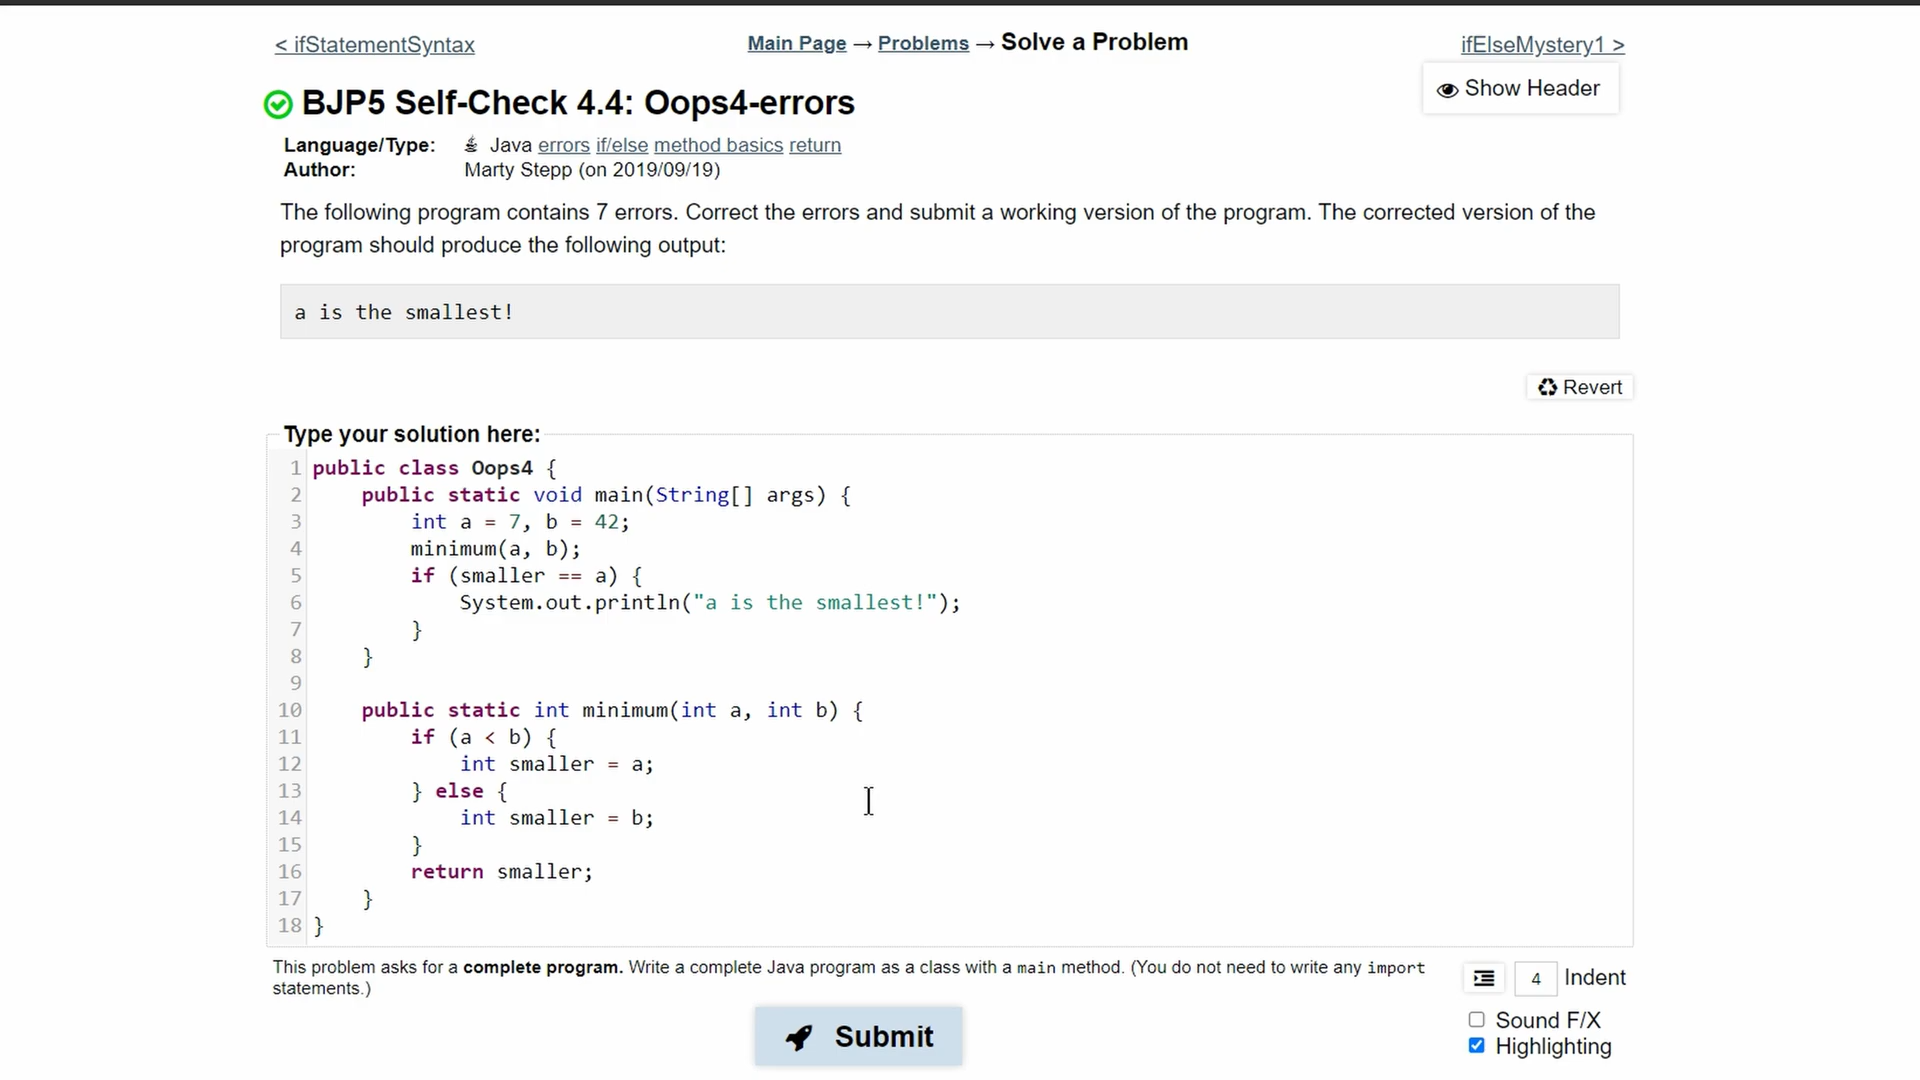 < ifStatementSyntax
Main Page → Problems → Solve a Problem
ifElseMystery1 >
Show Header
BJP5 Self-Check 4.4: Oops4-errors
Language/Type: Java errors if/else method basics return
Author: Marty Stepp (on 2019/09/19)
The following program contains 7 errors. Correct the errors and submit a working version of the program. The corrected version of the
program should produce the following output:
a is the smallest!
Revert
Type your solution here:
1 public class Oops4 {
2     public static void main(String[] args) {
3         int a = 7, b = 42;
4         minimum(a, b);
5         if (smaller == a) {
6             System.out.println("a is the smallest!");
7         }
8     }
9
10     public static int minimum(int a, int b) {
11         if (a < b) {
12             int smaller = a;
13         } else {
14             int smaller = b;
15         }
16         return smaller;
17     }
18 }
This problem asks for a complete program. Write a complete Java program as a class with a main method. (You do not need to write any import
statements.)
4 Indent
Submit
Sound F/X
Highlighting